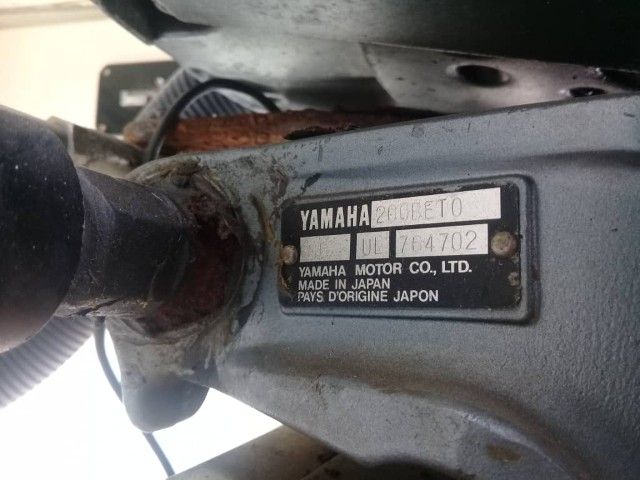 YAMAHA 200BETO
UL 764702
YAMAHA MOTOR CO., LTD.
MADE IN JAPAN
PAYS D'ORIGINE JAPON